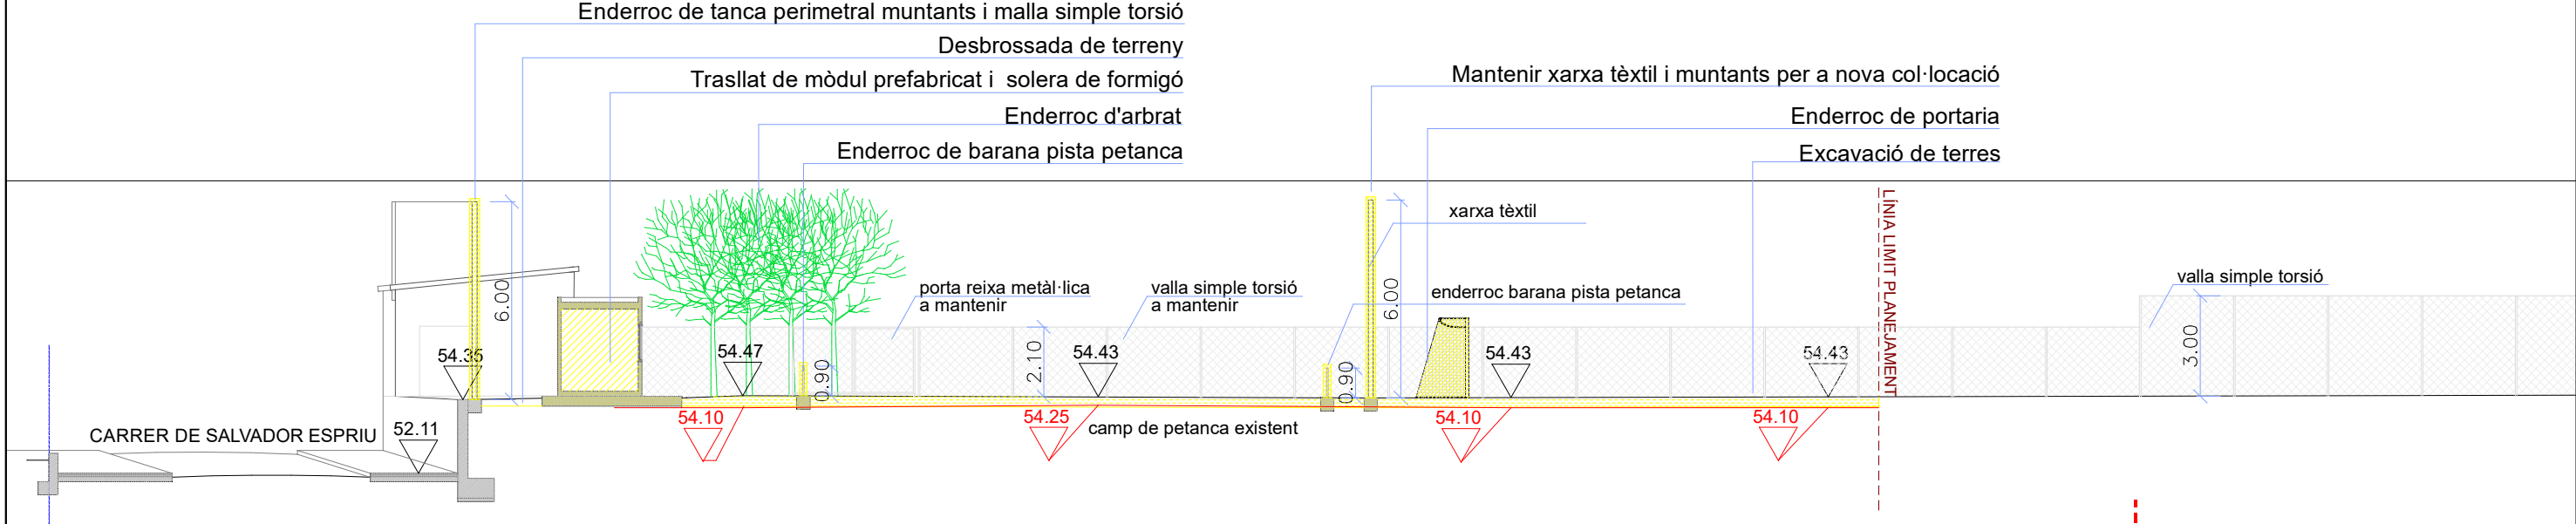 Enderroc de tanca perimetral muntants i malla simple torsió
Desbrossada de terreny
Trasllat de mòdul prefabricat i solera de formigó
Enderroc d'arbrat
Enderroc de barana pista petanca
Mantenir xarxa tèxtil i muntants per a nova col·locació
Enderroc de portaria
Excavació de terres
xarxa tèxtil
LÍNIA LIMIT PLANEJAMENT
valla simple torsió
porta reixa metàl·lica
a mantenir
valla simple torsió
a mantenir
enderroc barana pista petanca
6.00
6.00
3.00
2.10
0.90
0.90
54.35
54.47
54.43
54.43
54.43
54.10
54.25
54.10
54.10
camp de petanca existent
CARRER DE SALVADOR ESPRIU
52.11